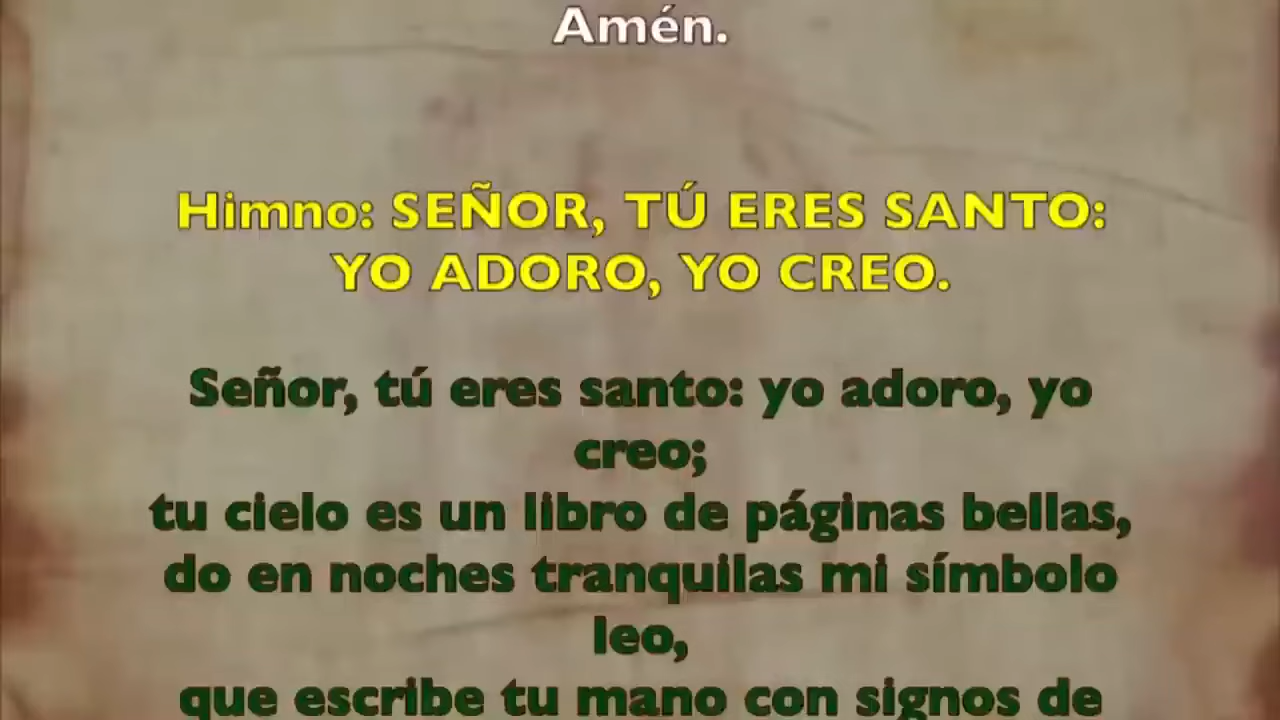 Amén.
Himno: SEÑOR, TÚ ERES SANTO:
YO ADORO, YO CREO.
Señor, tú eres santo: yo adoro, yo
creo;
tu cielo es un libro de páginas bellas,
do en noches tranquilas mi símbolo
leo,
que escribe tu mano con signos de